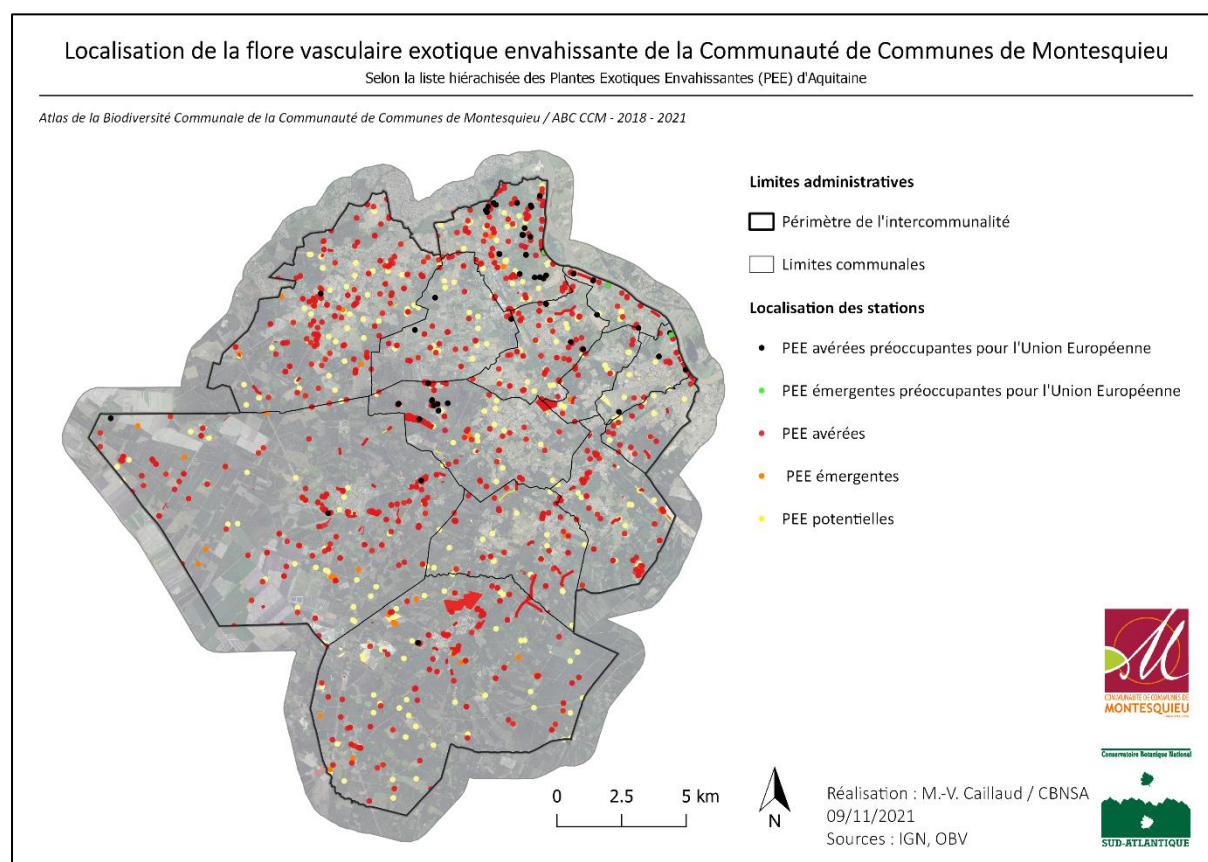 Localisation de la flore vasculaire exotique envahissante de la Communauté de Communes de Montesquieu
Selon la liste hiérachisée des Plantes Exotiques Envahissantes (PEE) d'Aquitaine
Atlas de la Biodiversité Communale de la Communauté de Communes de Montesquieu / ABC CCM - 2018 - 2021
Limites administratives
Périmètre de l'intercommunalité
Limites communales
Localisation des stations
PEE avérées préoccupantes pour l'Union Européenne
PEE émergentes préoccupantes pour l'Union Européenne
PEE avérées
PEE émergentes
PEE potentielles
M
COMMUNAUTÉ DE COMMUNES DE
MONTESQUIEU
Conservatoire Botanique National
SUD-ATLANTIQUE
0 2.5 5 km
N
Réalisation : M.-V. Caillaud / CBNSA
09/11/2021
Sources : IGN, OBV